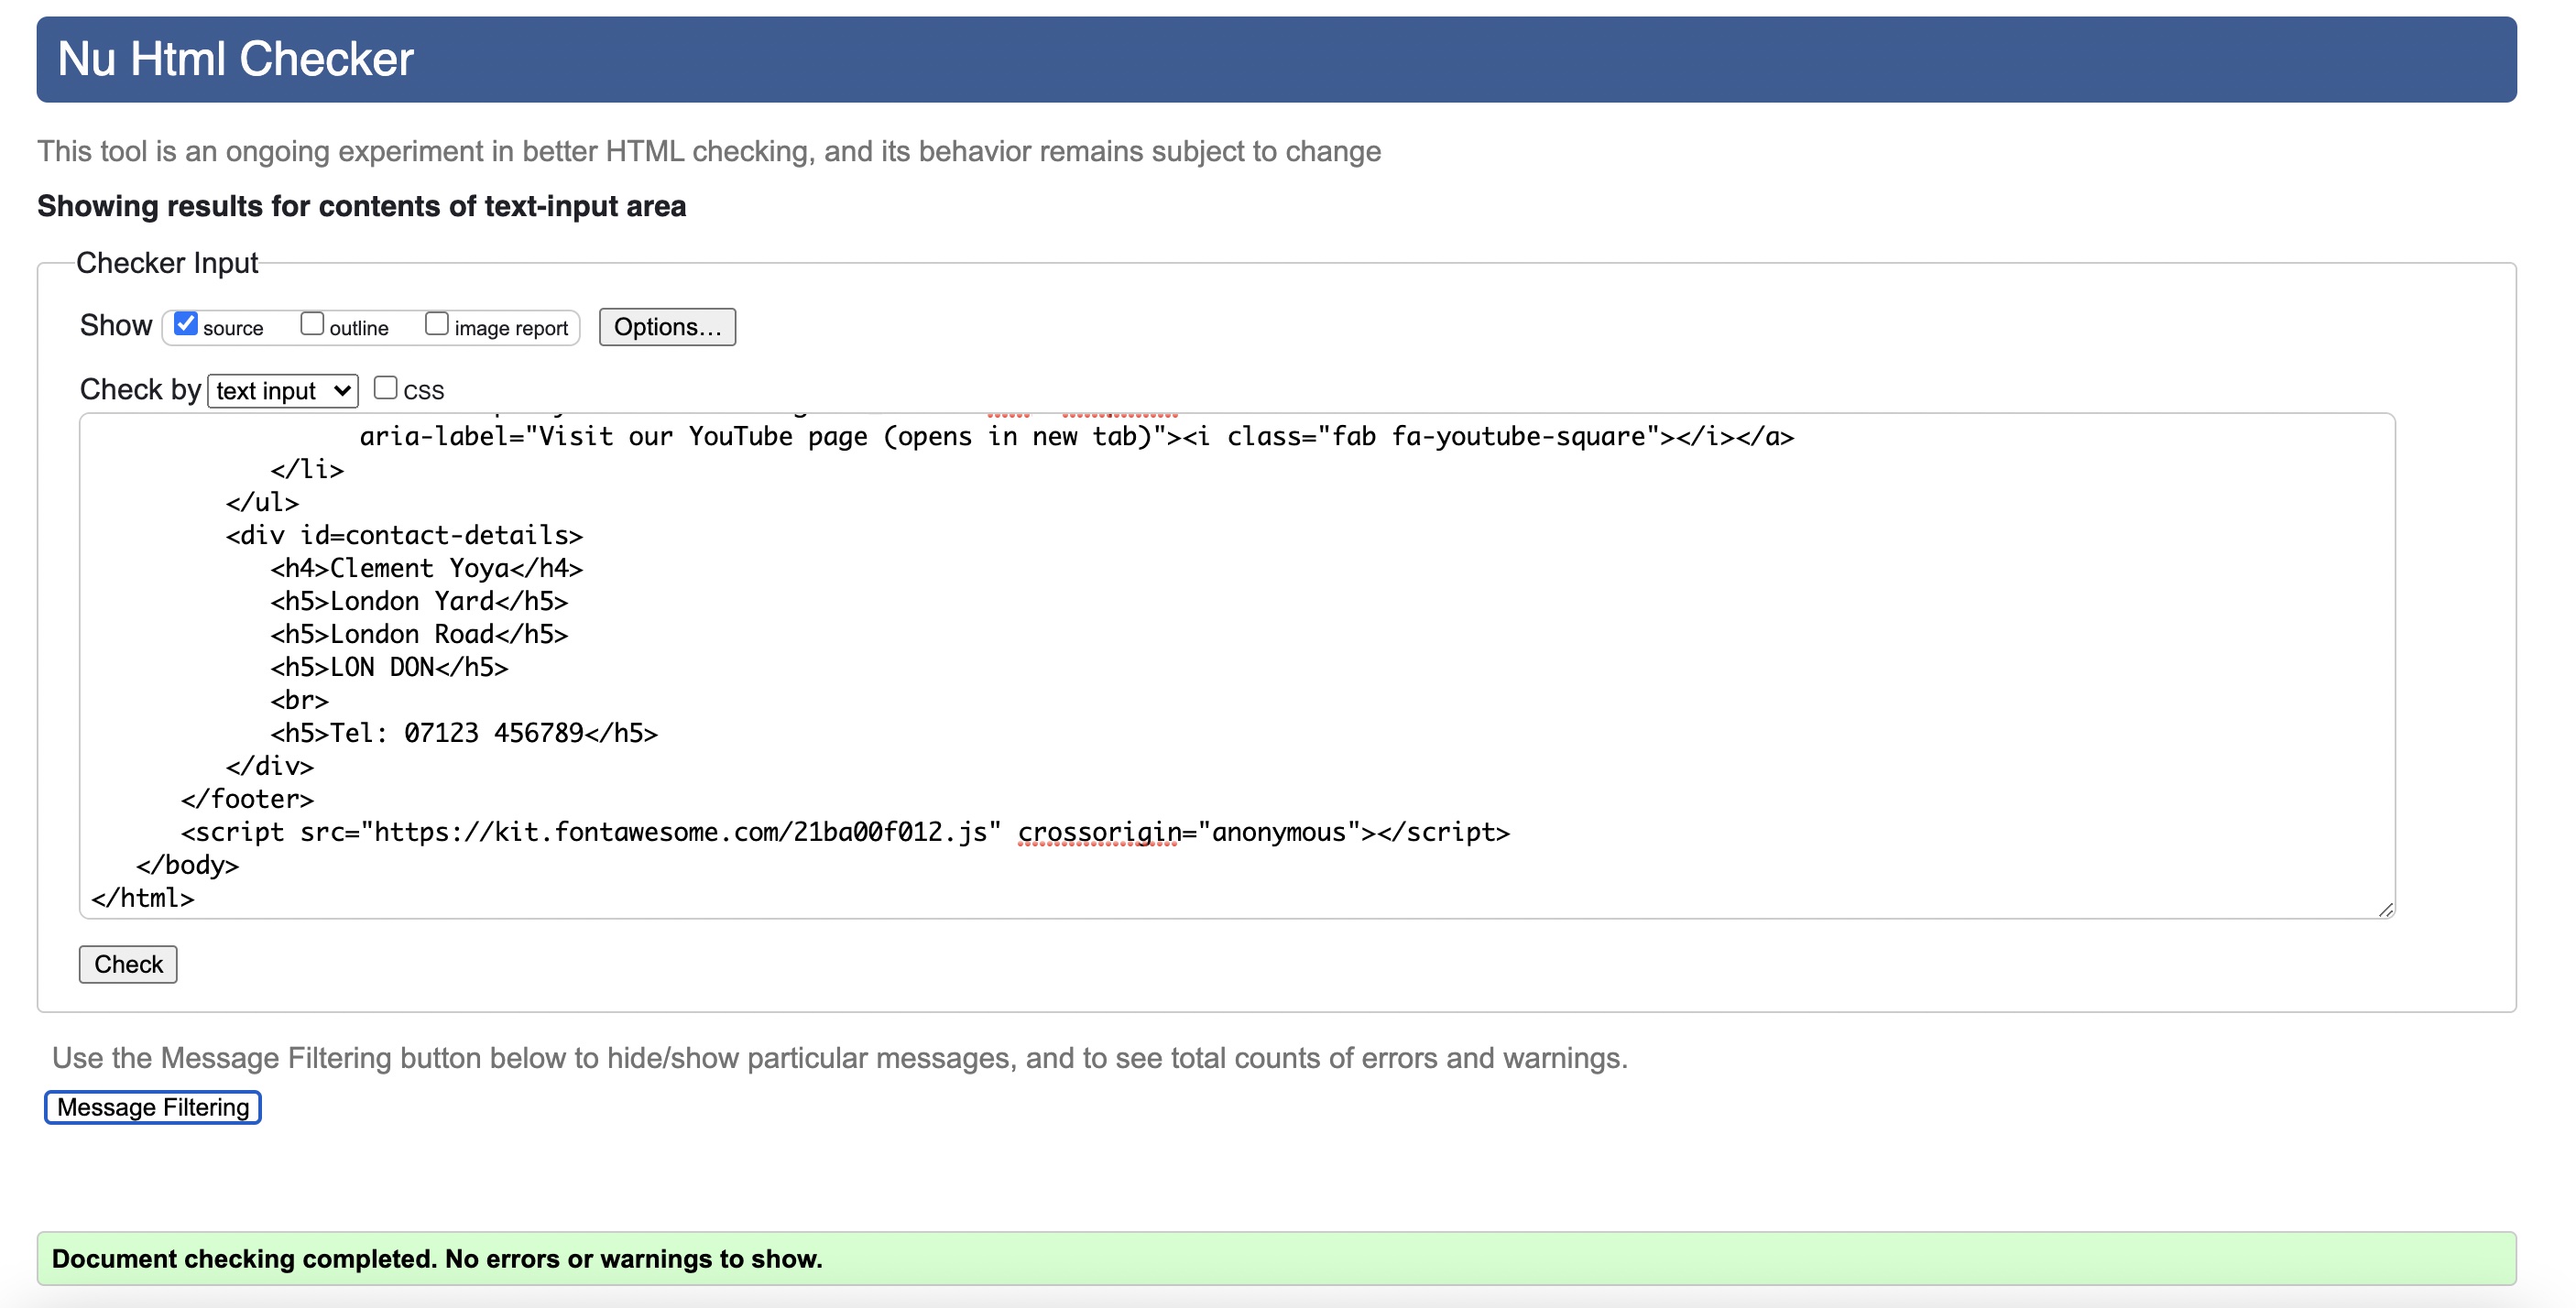 Nu Html Checker
This tool is an ongoing experiment in better HTML checking, and its behavior remains subject to change
Showing results for contents of text-input area
Checker Input
Show source outline image report Options...
Check by text input CSS
aria-label="Visit our YouTube page (opens in new tab)"><i class="fab fa-youtube-square"></i></a>
</li>
</ul>
<div id=contact-details>
<h4>Clement Yoya</h4>
<h5>London Yard</h5>
<h5>London Road</h5>
<h5>LON DON</h5>
<br>
<h5>Tel: 07123 456789</h5>
</div>
</footer>
<script src="https://kit.fontawesome.com/21ba00f012.js" crossorigin="anonymous"></script>
</body>
</html>
Check
Use the Message Filtering button below to hide/show particular messages, and to see total counts of errors and warnings.
Message Filtering
Document checking completed. No errors or warnings to show.